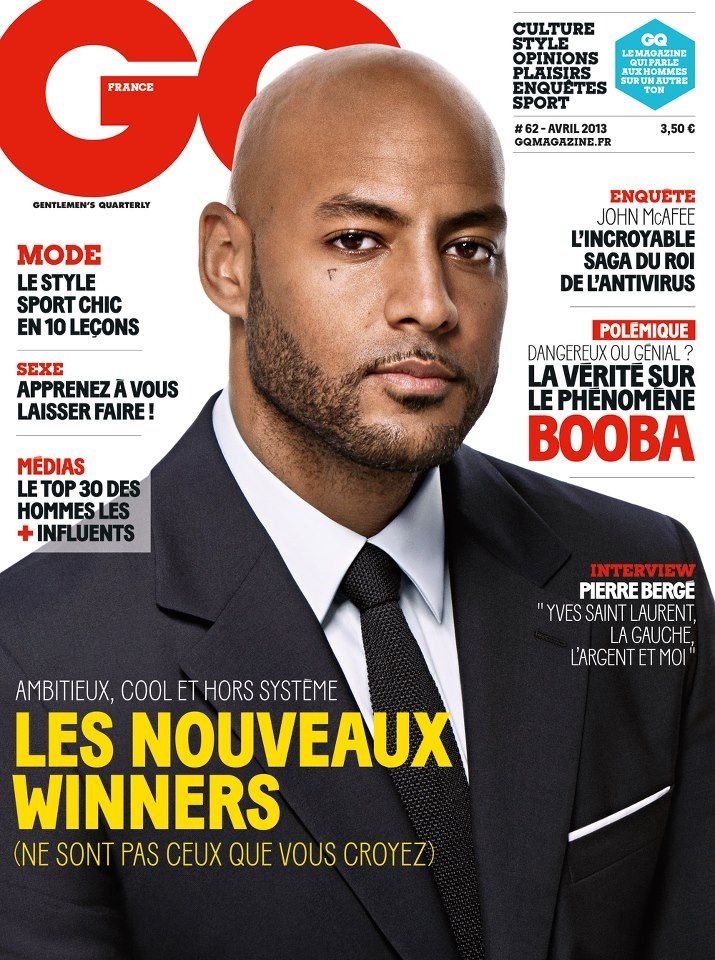 GQ
FRANCE
GENTLEMEN'S QUARTERLY
CULTURE
STYLE
OPINIONS
PLAISIRS
ENQUÊTES
SPORT
GQ
LE MAGAZINE
QUI PARLE
AUX HOMMES
SUR UN AUTRE
TON
# 62 - AVRIL 2013 3,50 €
GQMAGAZINE.FR
MODE
LE STYLE
SPORT CHIC
EN 10 LEÇONS
SEXE
APPRENEZ À VOUS
LAISSER FAIRE !
MÉDIAS
LE TOP 30 DES
HOMMES LES
+ INFLUENTS
ENQUÊTE
JOHN McAFEE
L'INCROYABLE
SAGA DU ROI
DE L'ANTIVIRUS
POLÉMIQUE
DANGEREUX OU GÉNIAL ?
LA VÉRITÉ SUR
LE PHÉNOMÈNE
BOOBA
INTERVIEW
PIERRE BERGÉ
"YVES SAINT LAURENT,
LA GAUCHE,
L'ARGENT ET MOI"
AMBITIEUX, COOL ET HORS SYSTÈME
LES NOUVEAUX
WINNERS
(NE SONT PAS CEUX QUE VOUS CROYEZ)